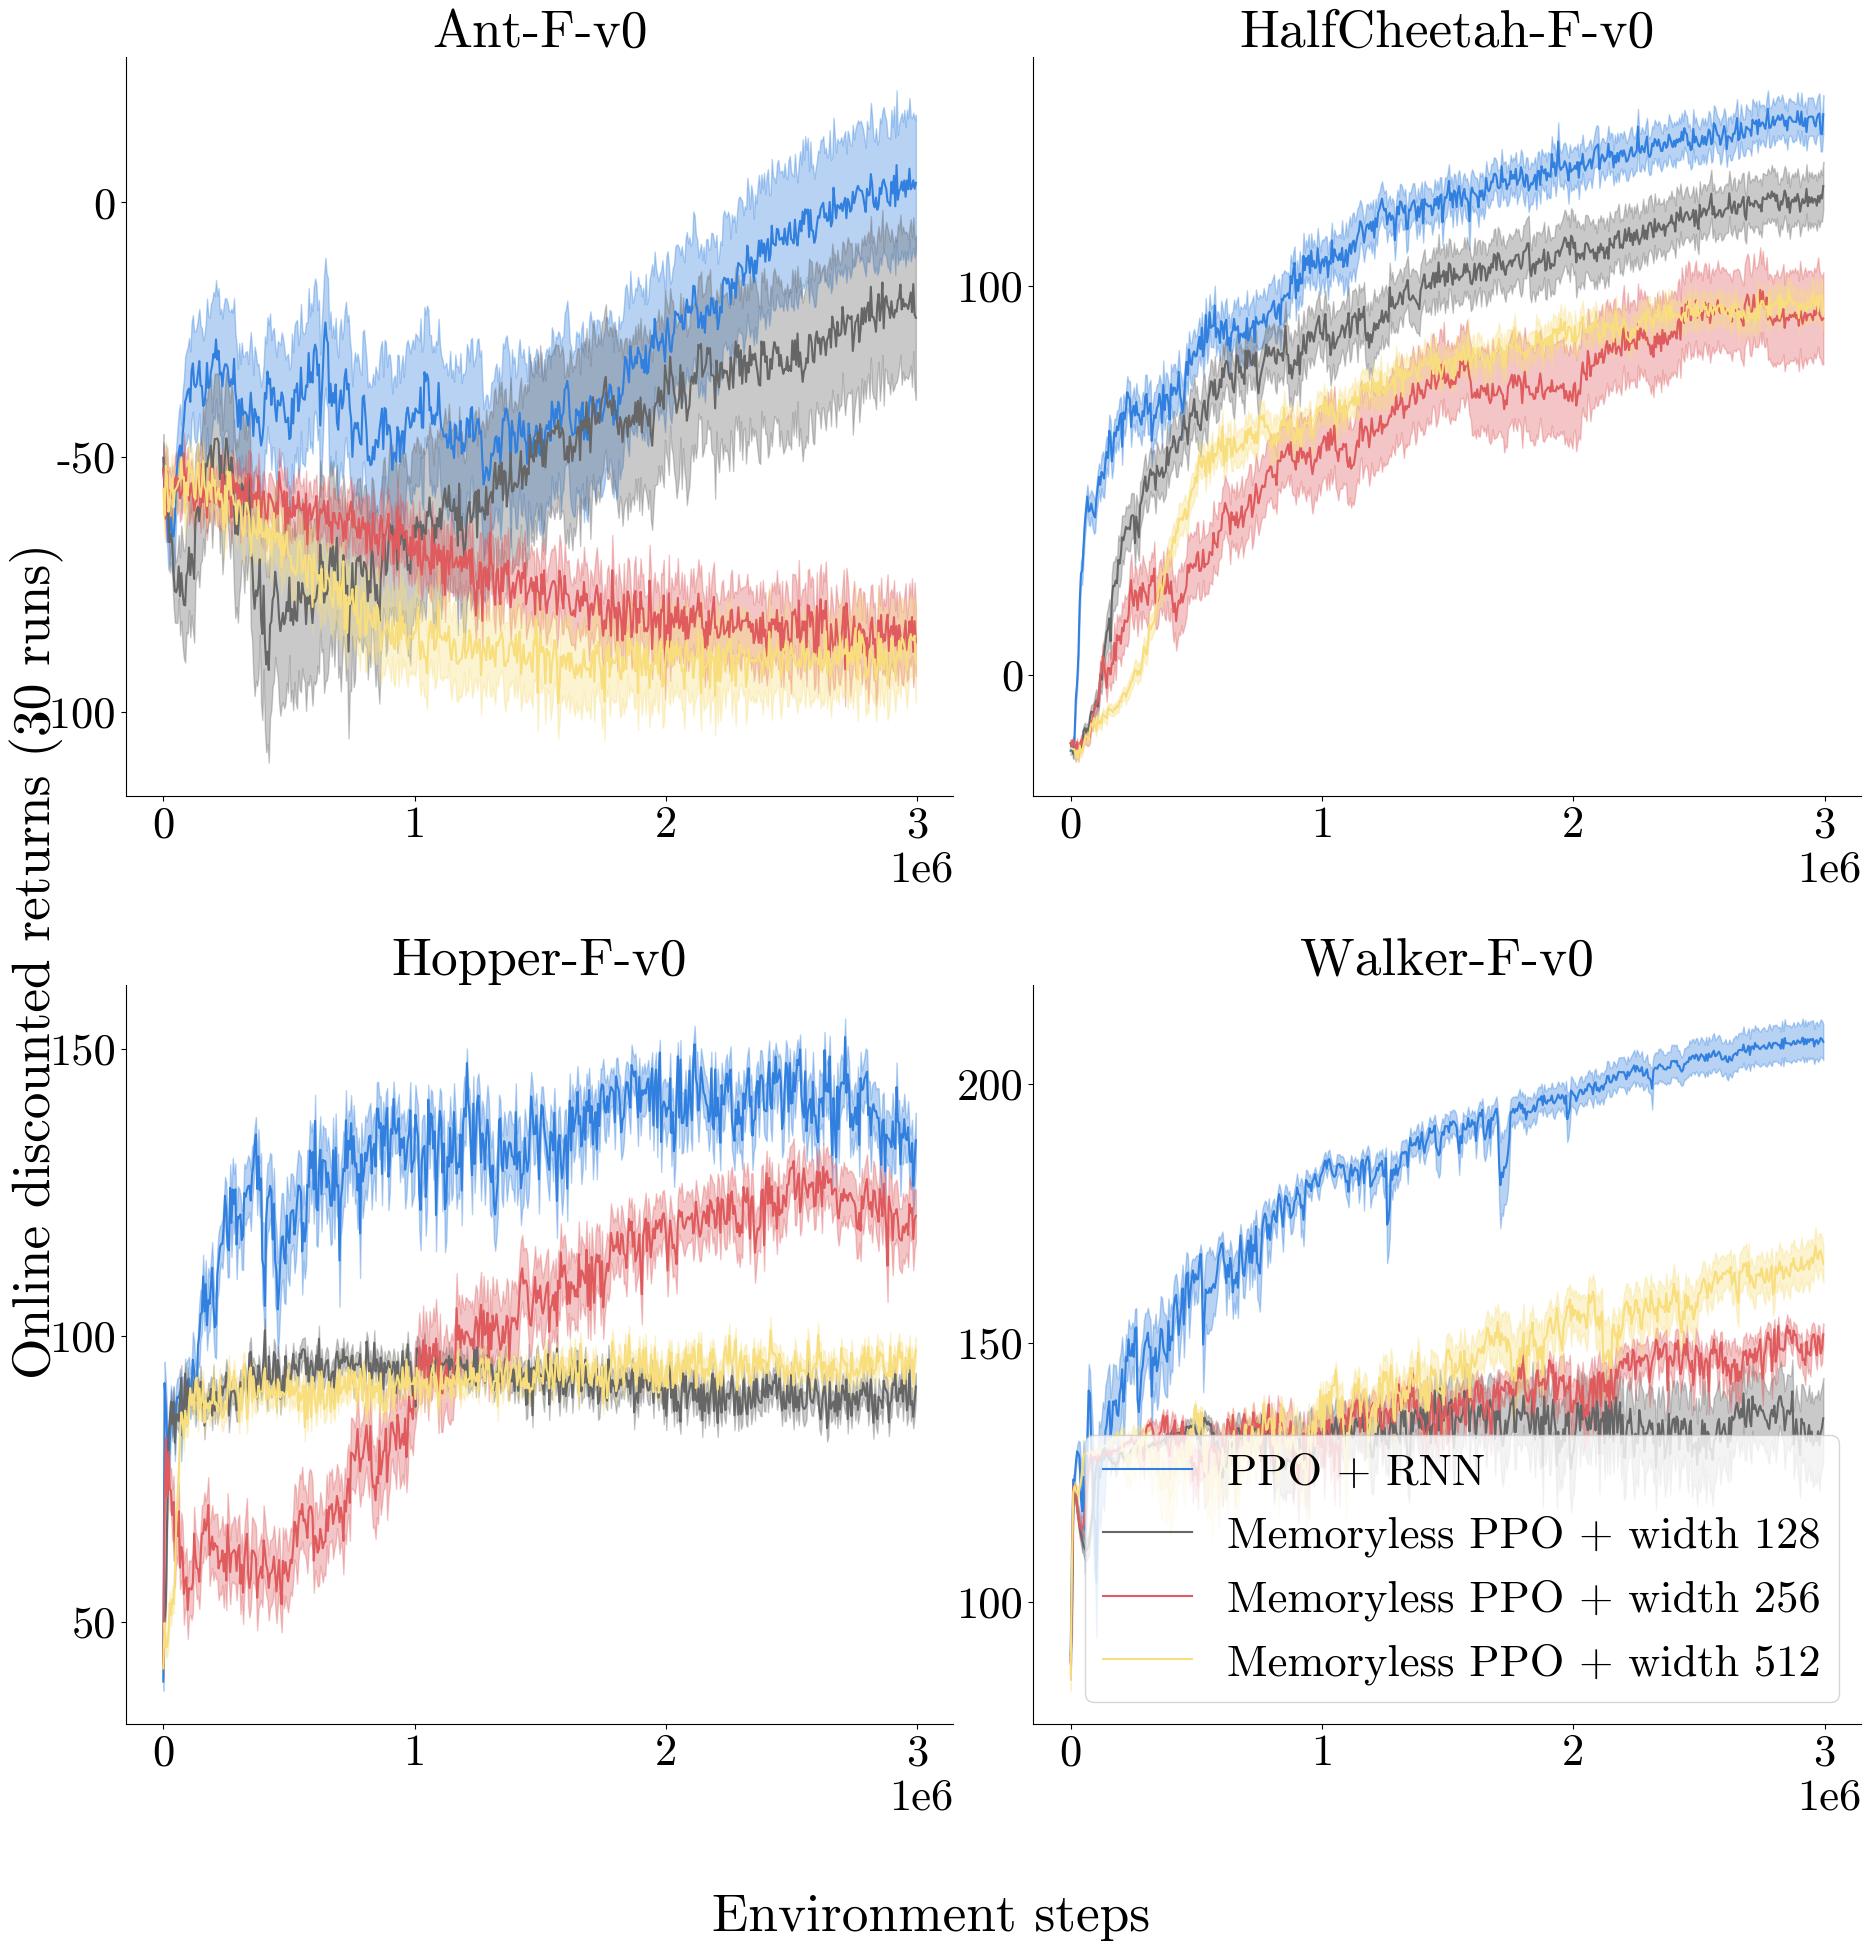 Ant-F-v0
HalfCheetah-F-v0
0
-50
-100
0
1
2
3
1e6
100
0
0
1
2
3
1e6
Online discounted returns (30 runs)
Hopper-F-v0
Walker-F-v0
150
100
50
0
1
2
3
1e6
200
150
100
PPO + RNN
Memoryless PPO + width 128
Memoryless PPO + width 256
Memoryless PPO + width 512
0
1
2
3
1e6
Environment steps